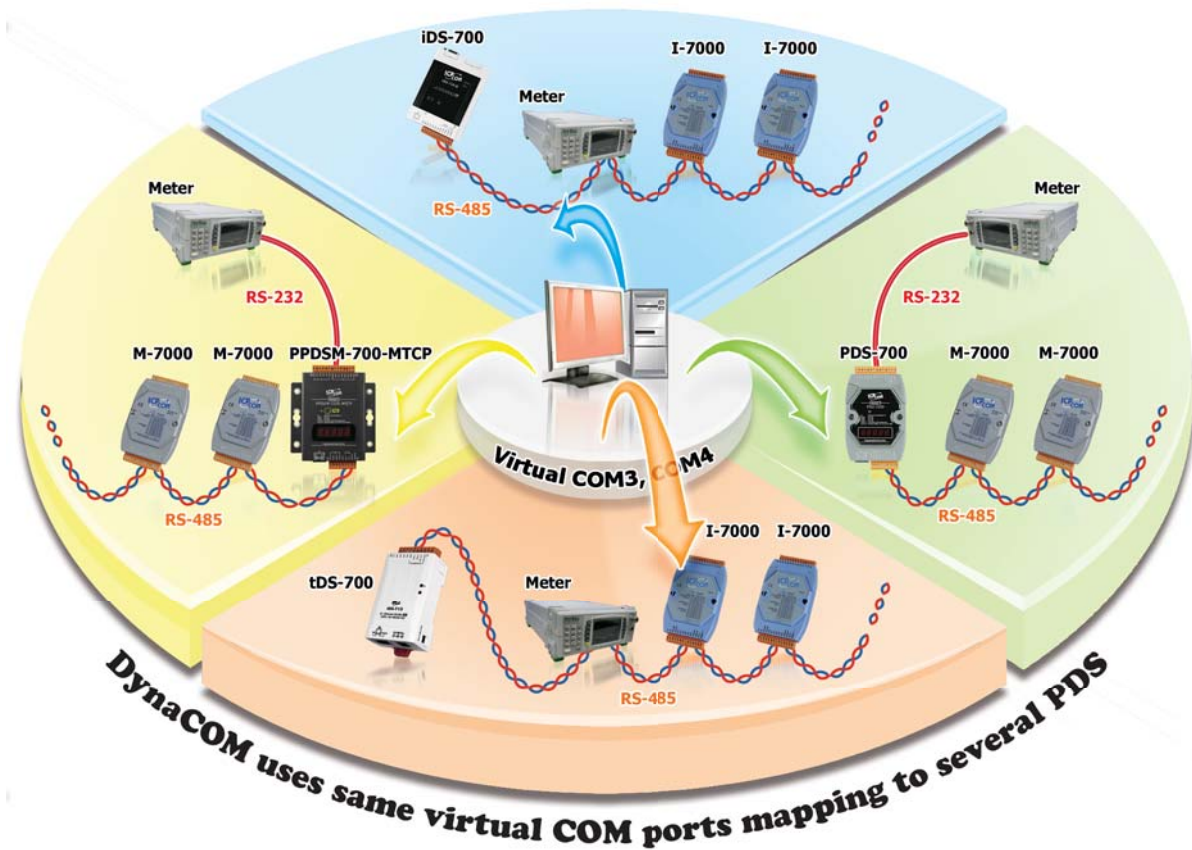 iDS-700
I-7000
I-7000
Meter
RS-485
Meter
RS-232
M-7000
M-7000
PPDSM-700-MTCP
RS-485
Meter
RS-232
PDS-700
M-7000
M-7000
RS-485
Virtual COM3, COM4
tDS-700
Meter
I-7000
I-7000
RS-485
DynaCOM uses same virtual COM ports mapping to several PDS